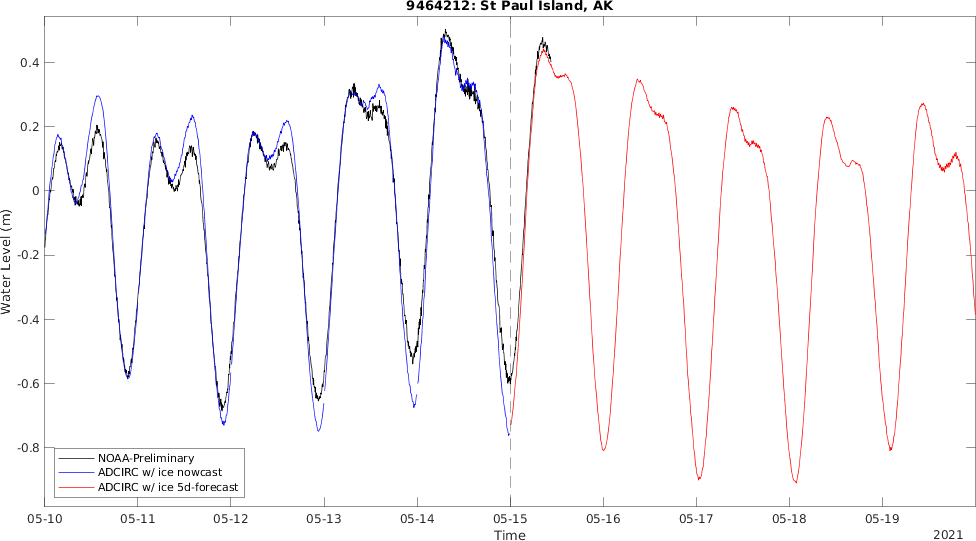 9464212: St Paul Island, AK
Water Level (m)
0.4
0.2
0
-0.2
-0.4
-0.6
-0.8
NOAA-Preliminary
ADCIRC w/ ice nowcast
ADCIRC w/ ice 5d-forecast
05-10 05-11 05-12 05-13 05-14 05-15 05-16 05-17 05-18 05-19
Time
2021